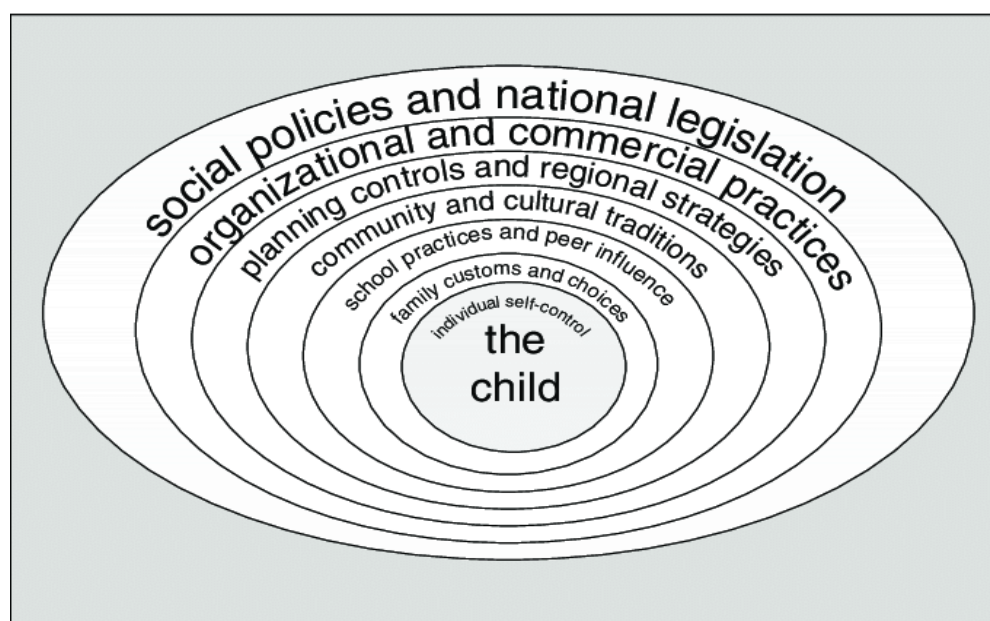 social policies and national legislation
organizational and commercial practices
planning controls and regional strategies
community and cultural traditions
school practices and peer influence
family customs and choices
individual self-control
the
child